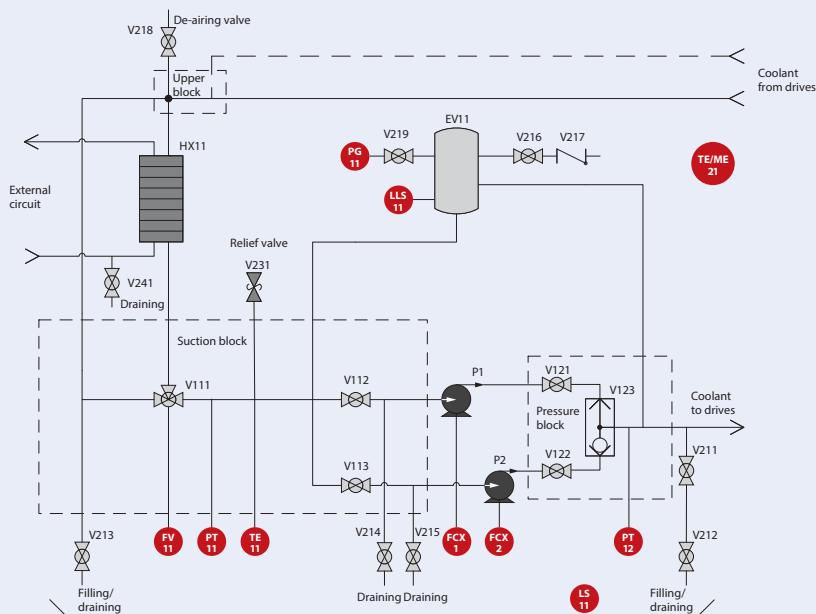 De-airing valve
V218
Upper
block
Coolant
from drives
EV11
V219
V216
V217
PG
11
HX11
TE/ME
21
LLS
11
External
circuit
Relief valve
V231
V241
Draining
Suction block
V111
V112
P1
V121
V123
Coolant
to drives
Pressure
block
V113
P2
V122
V211
V213
FV
11
PT
11
TE
11
V214
V215
FCX
1
FCX
2
PT
12
V212
Filling/
draining
Draining
Draining
LS
11
Filling/
draining